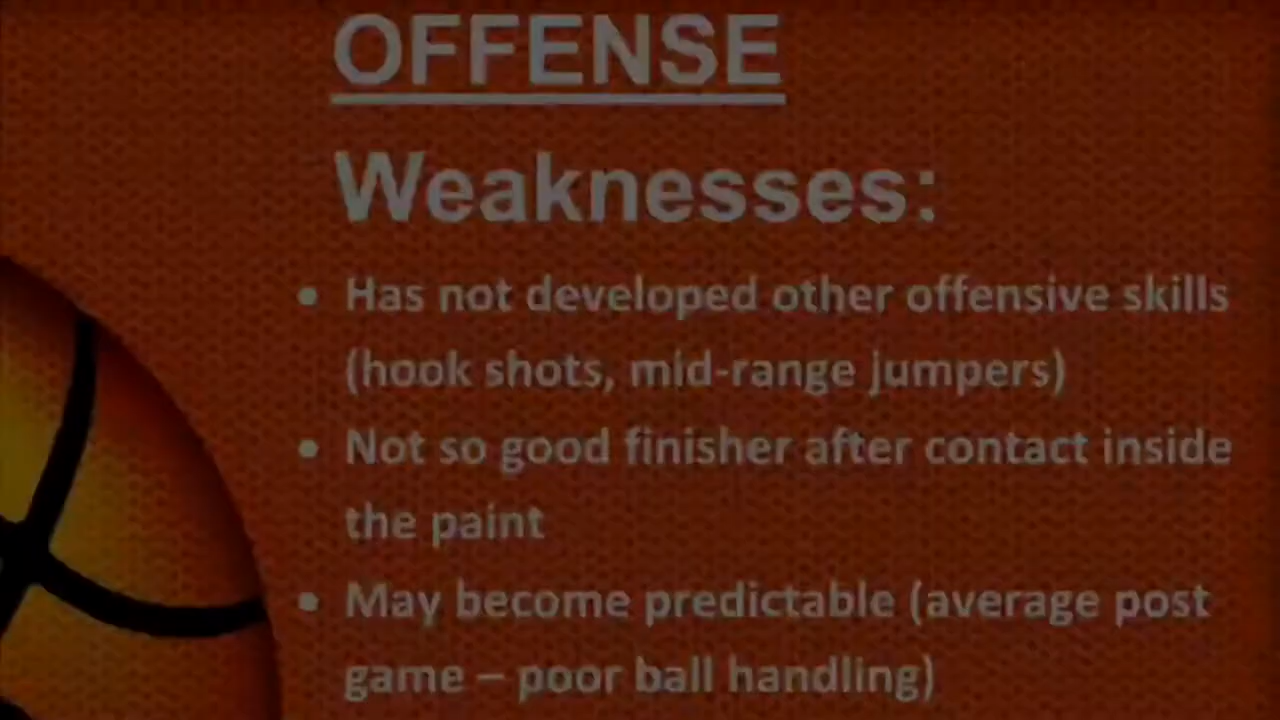 OFFENSE
Weaknesses:
• Has not developed other offensive skills
(hook shots, mid-range jumpers)
• Not so good finisher after contact inside
the paint
• May become predictable (average post
game – poor ball handling)